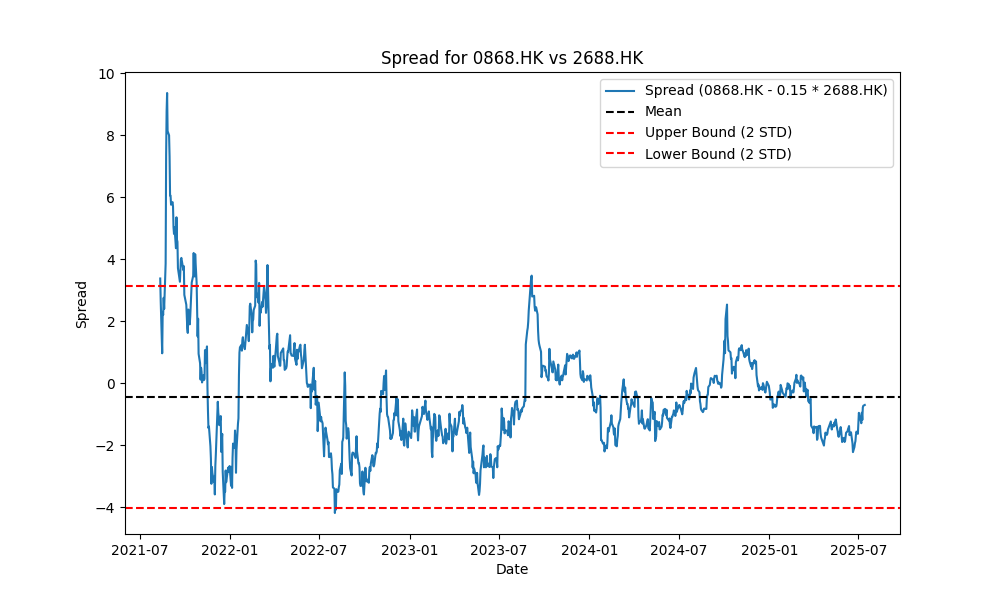 Spread for 0868.HK vs 2688.HK
Spread (0868.HK - 0.15 * 2688.HK)
Mean
Upper Bound (2 STD)
Lower Bound (2 STD)
Spread
10
8
6
4
2
0
−2
−4
2021-07 2022-01 2022-07 2023-01 2023-07 2024-01 2024-07 2025-01 2025-07
Date